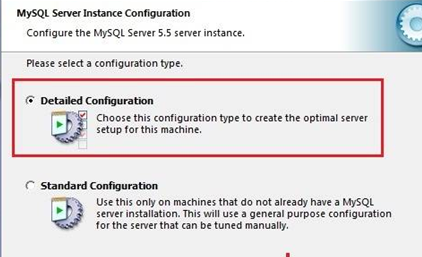 MySQL Server Instance Configuration
Configure the MySQL Server 5.5 server instance.
Please select a configuration type.
Detailed Configuration
Choose this configuration type to create the optimal server
setup for this machine.
Standard Configuration
Use this only on machines that do not already have a MySQL
server installation. This will use a general purpose configuration
for the server that can be tuned manually.